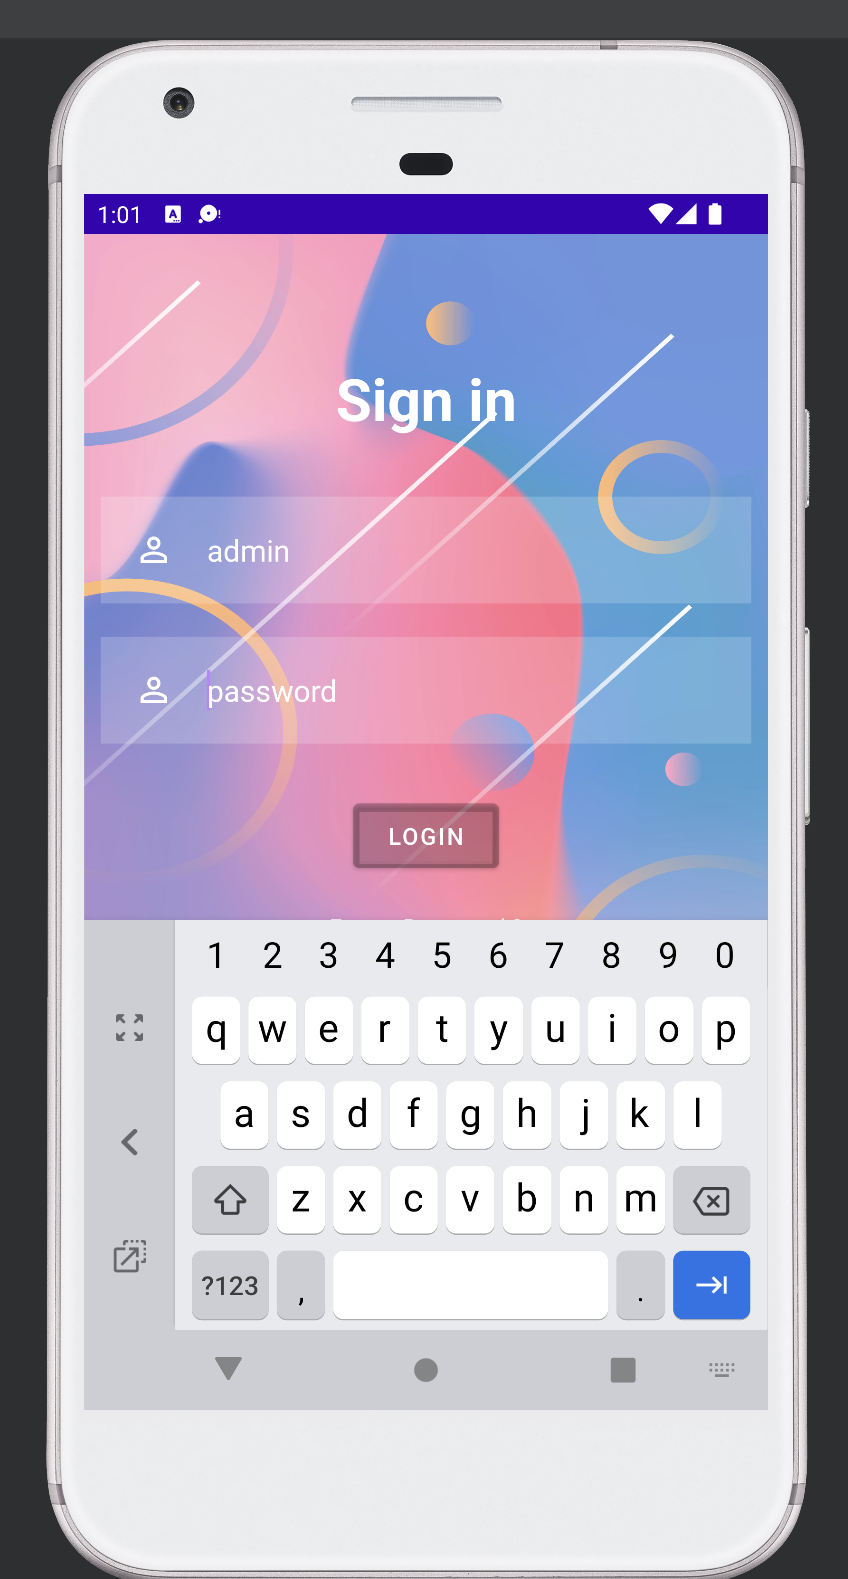 1:01
Sign in
admin
password
LOGIN
1 2 3 4 5 6 7 8 9 0
q w e r t y u i o p
a s d f g h j k l
z x c v b n m
?123 , .